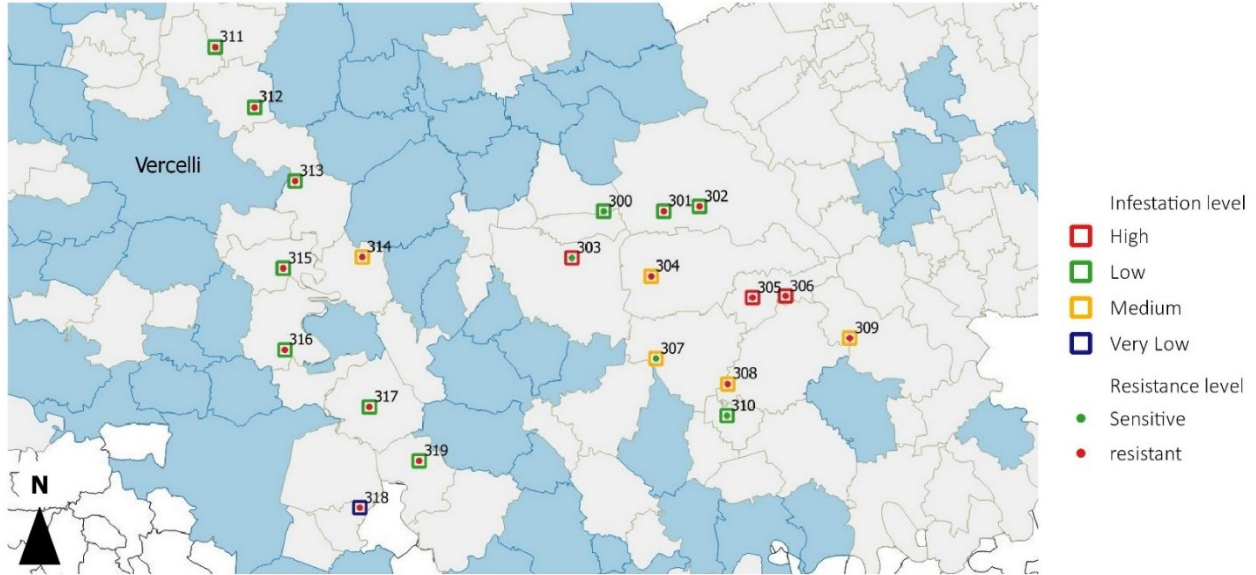 311
312
Vercelli
313
300
301
302
314
303
315
304
305
306
309
316
307
308
310
317
319
318
N
Infestation level
High
Low
Medium
Very Low
Resistance level
Sensitive
resistant